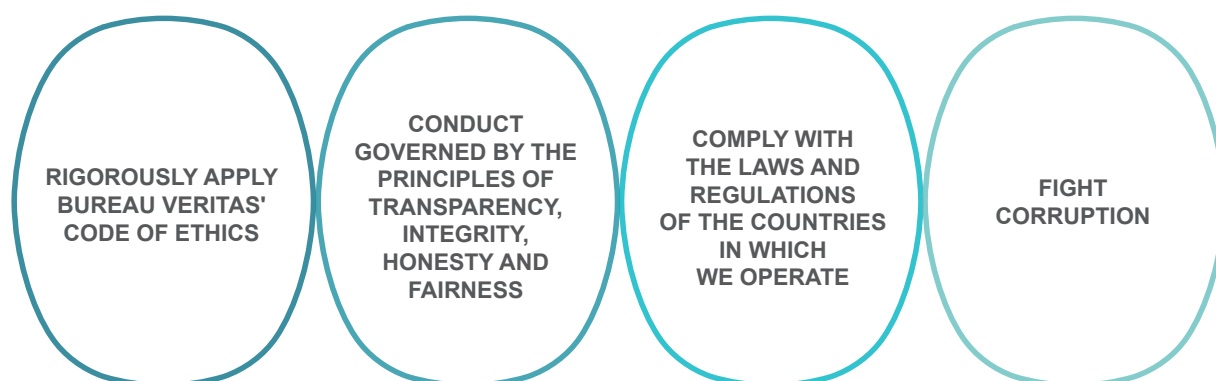 RIGOROUSLY APPLY
BUREAU VERITAS'
CODE OF ETHICS
CONDUCT
GOVERNED BY THE
PRINCIPLES OF
TRANSPARENCY,
INTEGRITY,
HONESTY AND
FAIRNESS
COMPLY WITH
THE LAWS AND
REGULATIONS
OF THE COUNTRIES
IN WHICH
WE OPERATE
FIGHT
CORRUPTION